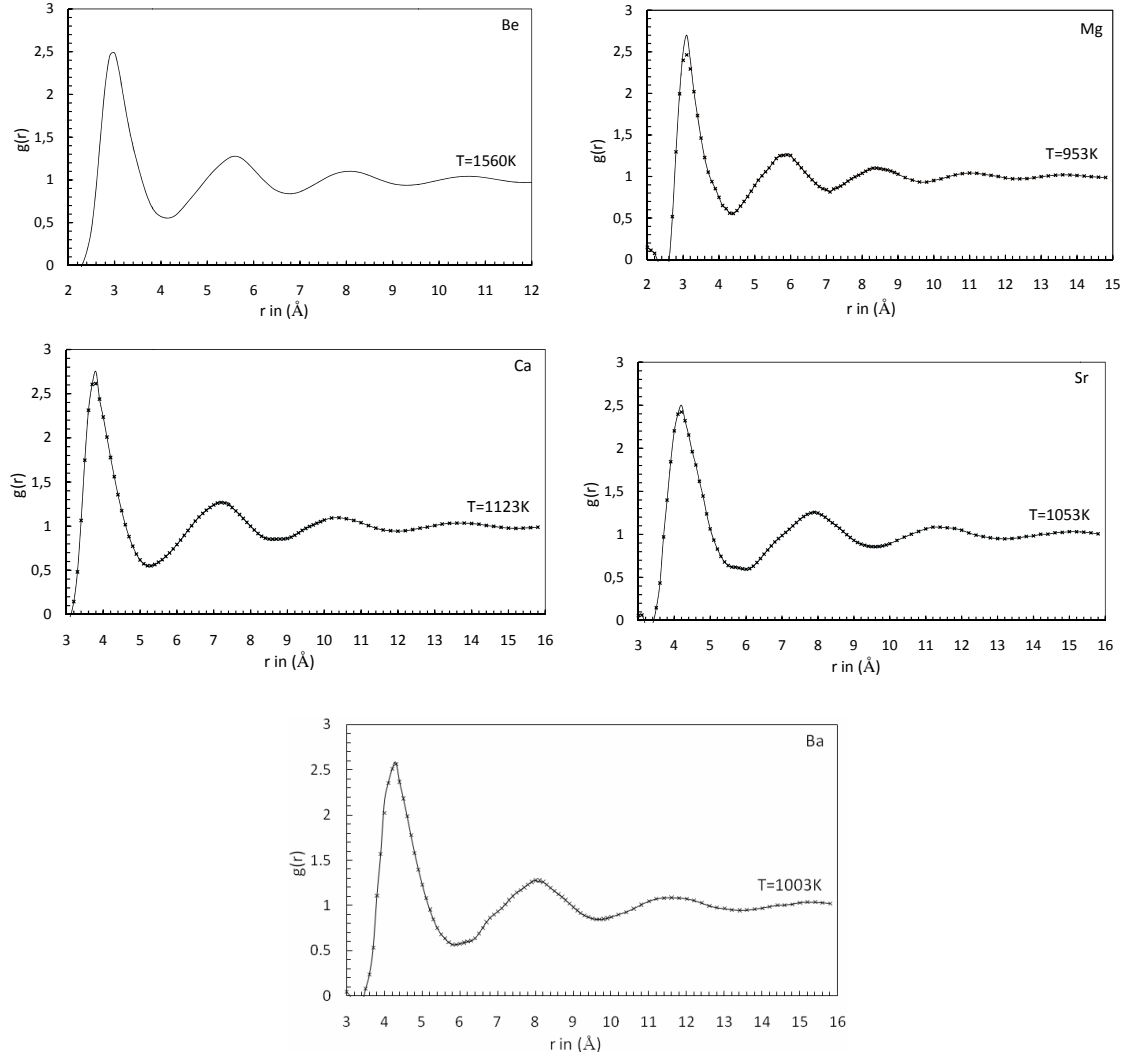 3
Be
2,5
2
g(r)
1,5
T=1560K
1
0,5
0
2 3 4 5 6 7 8 9 10 11 12
r in (Å)
3
Mg
2,5
2
g(r)
1,5
T=953K
1
0,5
0
2 3 4 5 6 7 8 9 10 11 12 13 14 15
r in (Å)
3
Ca
2,5
2
g(r)
1,5
T=1123K
1
0,5
0
3 4 5 6 7 8 9 10 11 12 13 14 15 16
r in (Å)
3
Sr
2,5
2
g(r)
1,5
T=1053K
1
0,5
0
3 4 5 6 7 8 9 10 11 12 13 14 15 16
r in (Å)
3
Ba
2.5
2
g(r)
1.5
T=1003K
1
0.5
0
3 4 5 6 7 8 9 10 11 12 13 14 15 16
r in (Å)